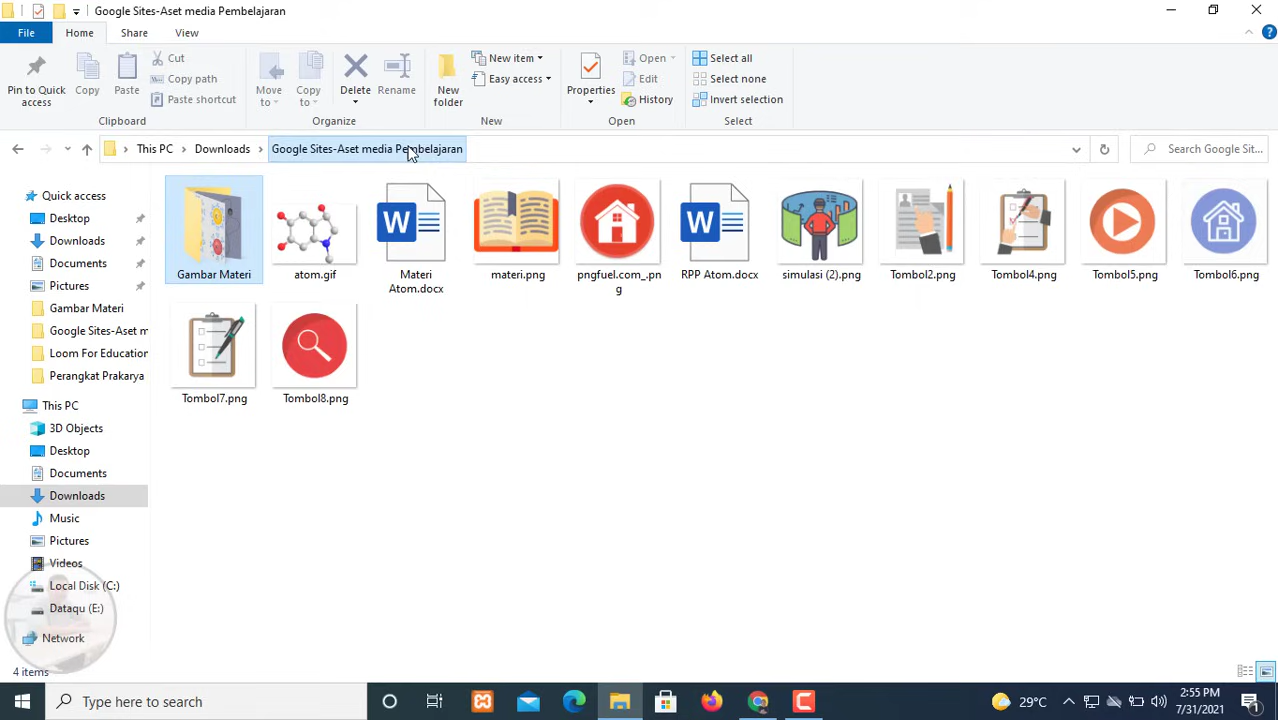 Google Sites-Aset media Pembelajaran
File
Home
Share
View
Pin to Quick
access
Copy
Paste
Cut
Copy path
Paste shortcut
Clipboard
Move
to
Copy
to
Delete
Rename
Organize
New
folder
New item
Easy access
New
Properties
Open
Edit
History
Open
Select all
Select none
Invert selection
Select
This PC
Downloads
Google Sites-Aset media Pembelajaran
Search Google Sit...
Quick access
Desktop
Downloads
Documents
Pictures
Gambar Materi
Google Sites-Aset m
Loom For Education
Perangkat Prakarya
This PC
3D Objects
Desktop
Documents
Downloads
Music
Pictures
Videos
Local Disk (C:)
Dataqu (E:)
Network
Gambar Materi
atom.gif
Materi
Atom.docx
materi.png
pngfuel.com_.pn
g
RPP Atom.docx
simulasi (2).png
Tombol2.png
Tombol4.png
Tombol5.png
Tombol6.png
Tombol7.png
Tombol8.png
4 items
Type here to search
29°C
2:55 PM
7/31/2021
1